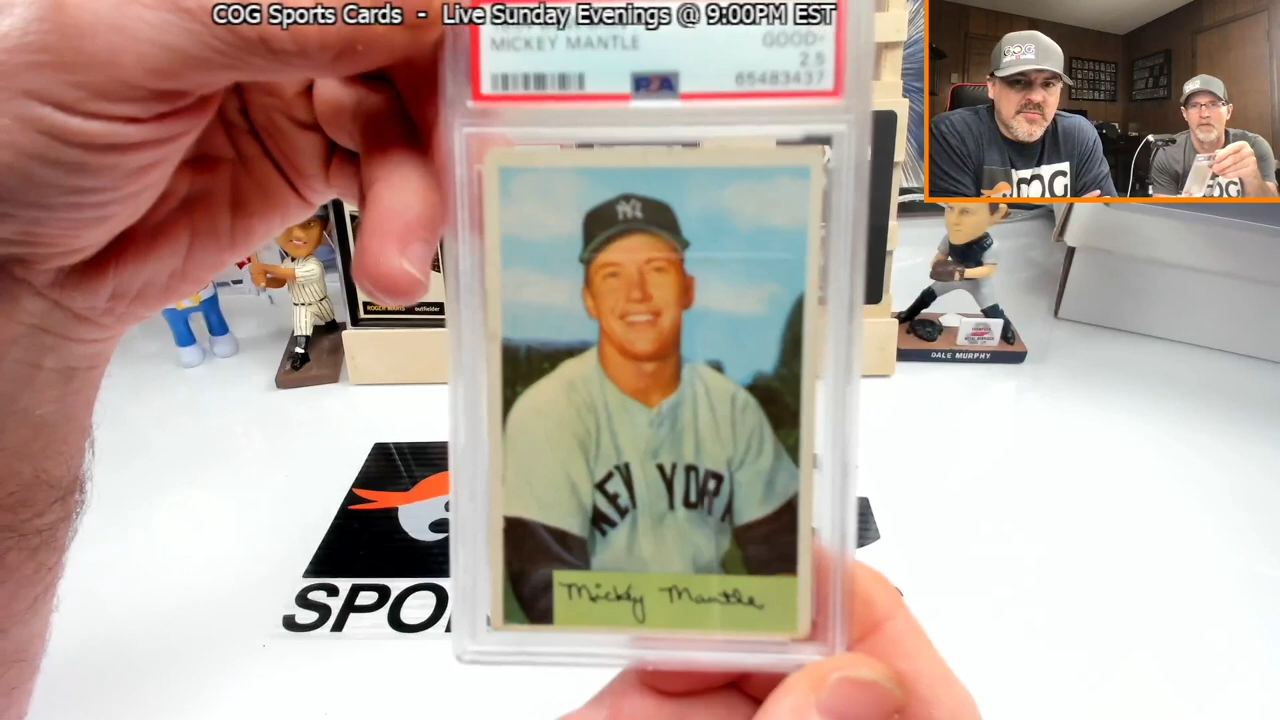 COG Sports Cards - Live Sunday Evenings @ 9:00PM EST
MICKEY MANTLE
GOOD+
2.5
PSA
65483437
NEW YORK
Mickey Mantle
ROGER MARIS outfielder
DALE MURPHY
SPO
COG